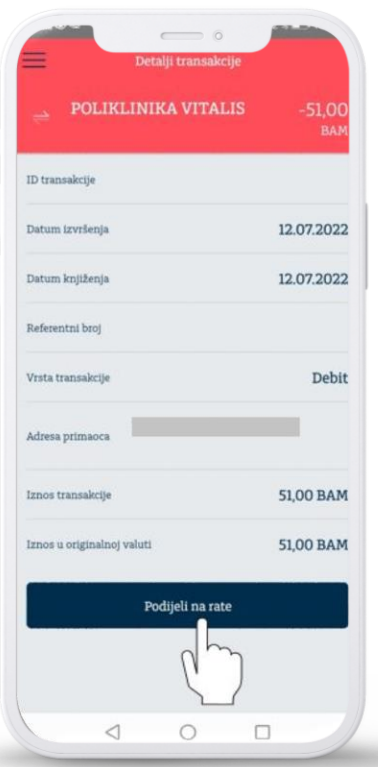 Detalji transakcije
POLIKLINIKA VITALIS -51,00
BAM
ID transakcije
Datum izvršenja 12.07.2022
Datum knjiženja 12.07.2022
Referentni broj
Vrsta transakcije Debit
Adresa primaoca
Iznos transakcije 51,00 BAM
Iznos u originalnoj valuti 51,00 BAM
Podijeli na rate